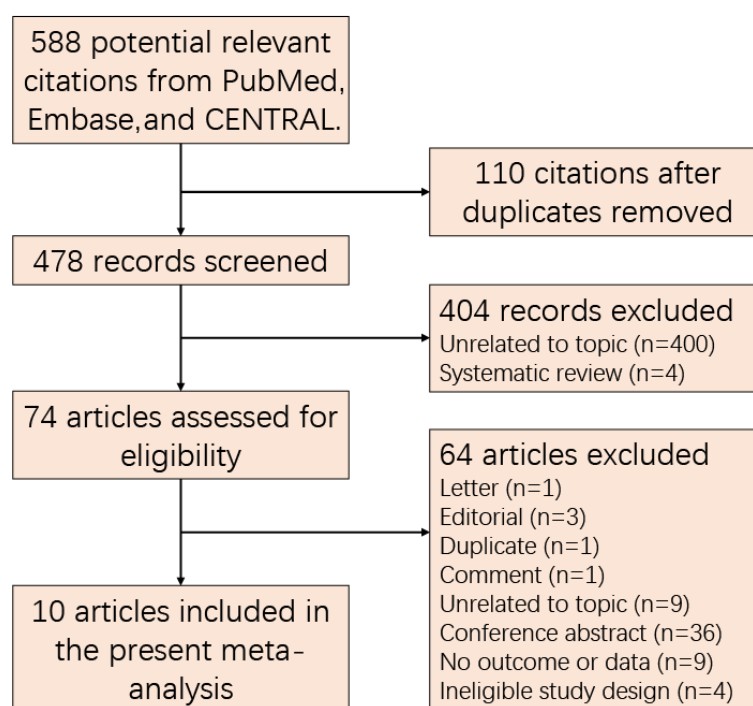 588 potential relevant
citations from PubMed,
Embase,and CENTRAL.
110 citations after
duplicates removed
478 records screened
404 records excluded
Unrelated to topic (n=400)
Systematic review (n=4)
74 articles assessed for
eligibility
64 articles excluded
Letter (n=1)
Editorial (n=3)
Duplicate (n=1)
Comment (n=1)
Unrelated to topic (n=9)
Conference abstract (n=36)
No outcome or data (n=9)
Ineligible study design (n=4)
10 articles included in
the present meta-
analysis